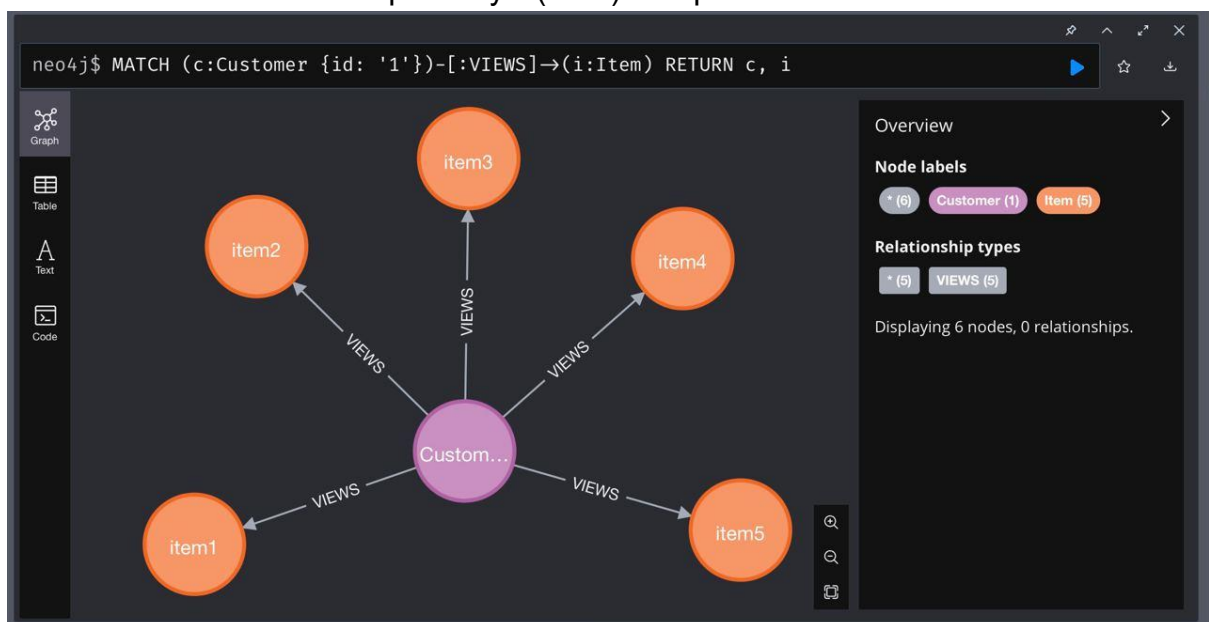 neo4j$ MATCH (c:Customer {id: '1'})-[:VIEWS]→(i:Item) RETURN c, i
Graph
Table
A
Text
Code
item3
item2
item4
VIEWS
VIEWS
VIEWS
Custom...
VIEWS
VIEWS
item1
item5
Overview
Node labels
* (6) Customer (1) Item (5)
Relationship types
* (5) VIEWS (5)
Displaying 6 nodes, 0 relationships.